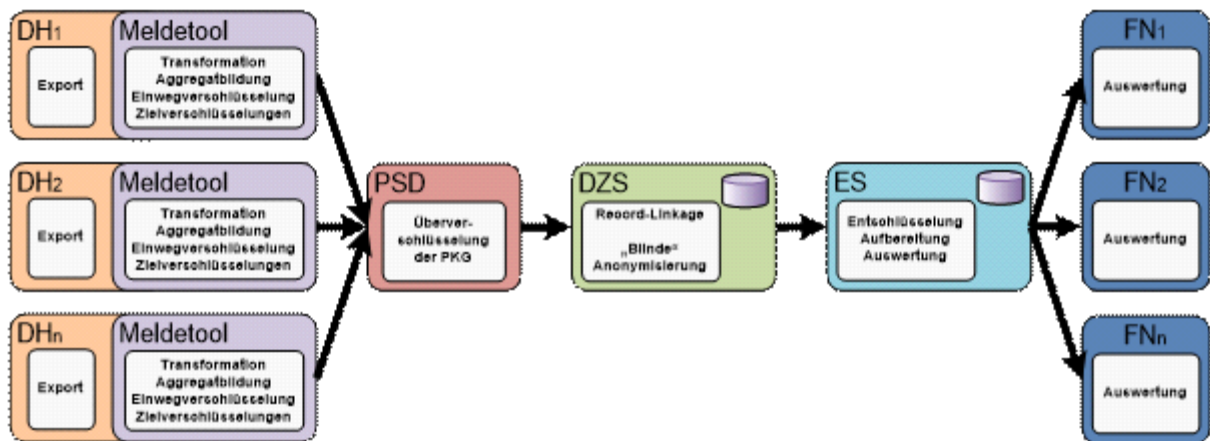 DH1
Meldetool
Export
Transformation
Aggregatbildung
Einwegverschlüsselung
Zielverschlüsselungen
...
DH2
Meldetool
Export
Transformation
Aggregatbildung
Einwegverschlüsselung
Zielverschlüsselungen
DHn
Meldetool
Export
Transformation
Aggregatbildung
Einwegverschlüsselung
Zielverschlüsselungen
PSD
Überver-
schlüsselung
der PKG
DZS
Record-Linkage
„Blinde“
Anonymisierung
ES
Entschlüsselung
Aufbereitung
Auswertung
FN1
Auswertung
FN2
Auswertung
FNn
Auswertung